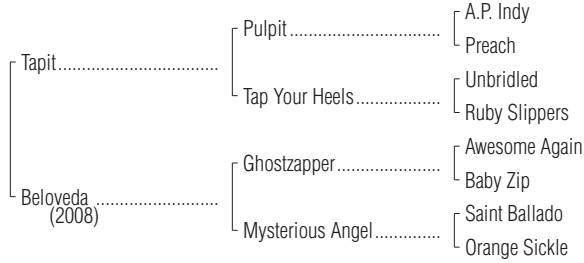 A.P. Indy
Pulpit
Preach
Tapit
Unbridled
Tap Your Heels
Ruby Slippers
Awesome Again
Ghostzapper
Baby Zip
Beloveda
(2008)
Saint Ballado
Mysterious Angel
Orange Sickle